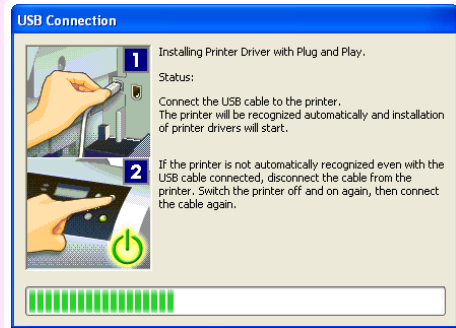 USB Connection
1
Installing Printer Driver with Plug and Play.
Status:
Connect the USB cable to the printer.
The printer will be recognized automatically and installation
of printer drivers will start.
2
If the printer is not automatically recognized even with the
USB cable connected, disconnect the cable from the
printer. Switch the printer off and on again, then connect
the cable again.